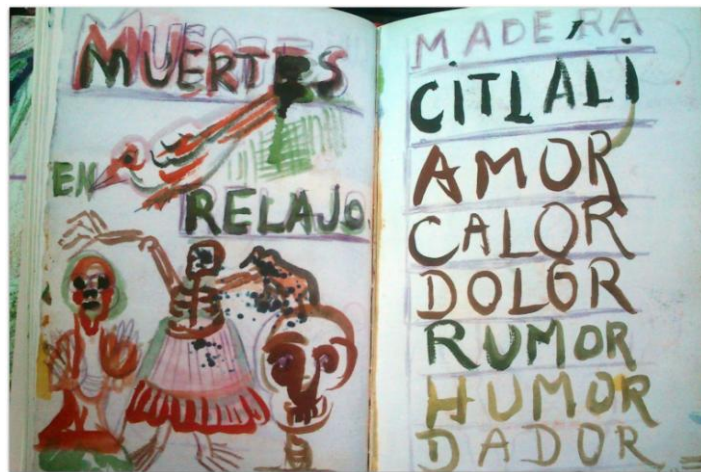 MUERTES
EN
RELAJO.
MADERA
CITLALI
AMOR
CALOR
DOLOR
RUMOR
HUMOR
DADOR